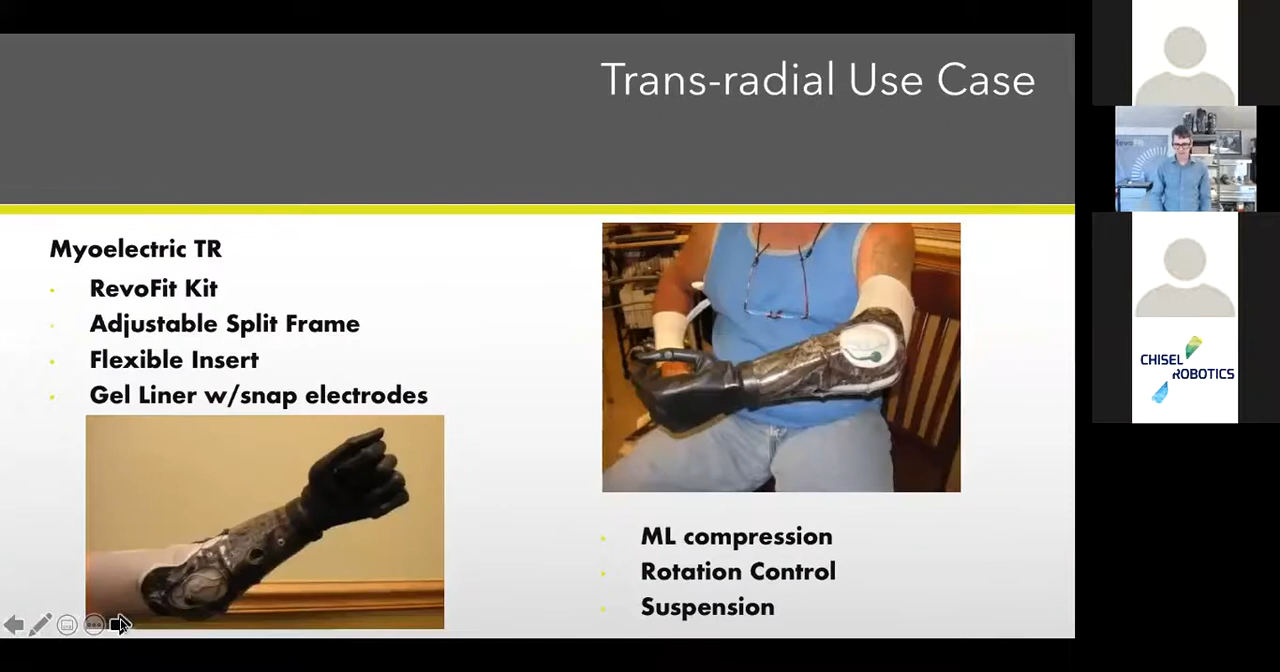 Trans-radial Use Case
Myoelectric TR
RevoFit Kit
Adjustable Split Frame
Flexible Insert
Gel Liner w/snap electrodes
ML compression
Rotation Control
Suspension
RevoFit
CHISEL
ROBOTICS